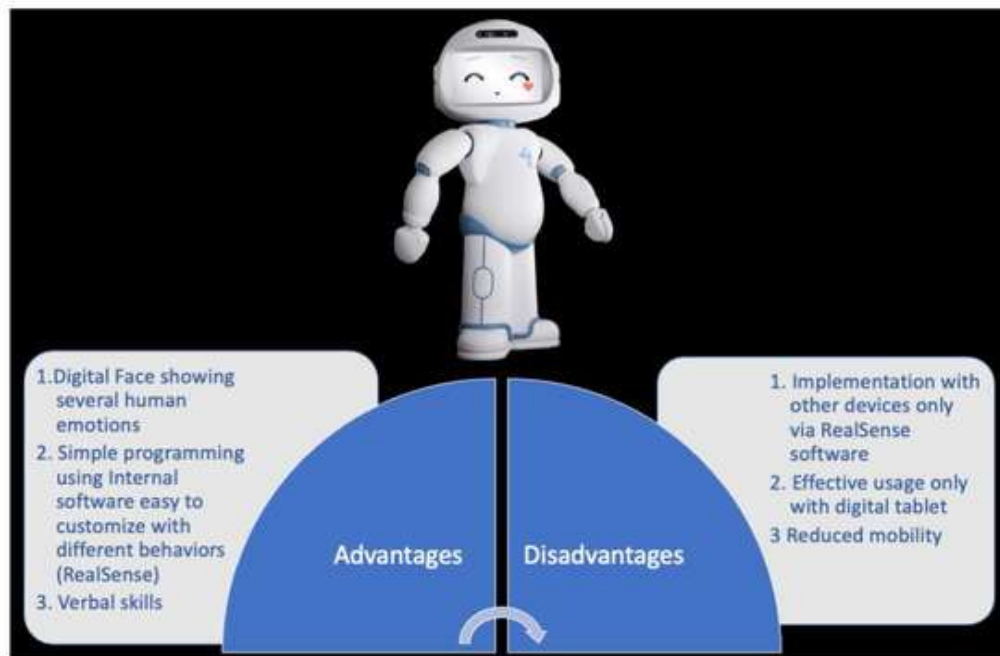 1.Digital Face showing
several human
emotions
2. Simple programming
using Internal
software easy to
customize with
different behaviors
(RealSense)
3. Verbal skills
Advantages
Disadvantages
1. Implementation with
other devices only
via RealSense
software
2. Effective usage only
with digital tablet
3 Reduced mobility